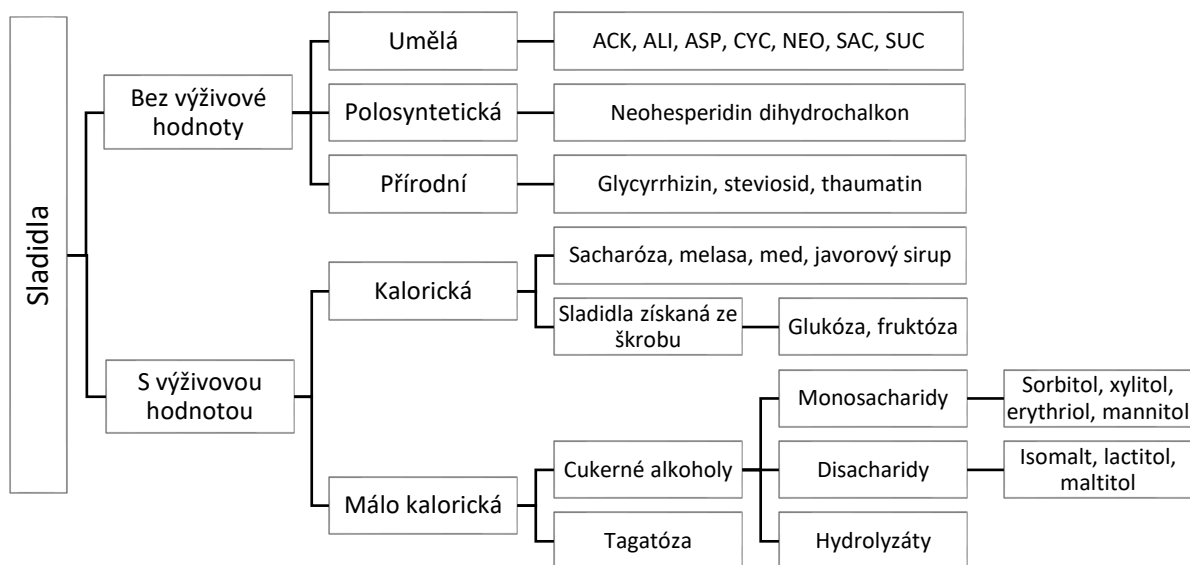 Sladidla
Bez výživové
hodnoty
Umělá
ACK, ALI, ASP, CYC, NEO, SAC, SUC
Polosyntetická
Neohesperidin dihydrochalkon
Přírodní
Glycyrrhizin, steviosid, thaumatin
S výživovou
hodnotou
Kalorická
Sacharóza, melasa, med, javorový sirup
Sladidla získaná ze
škrobu
Glukóza, fruktóza
Málo kalorická
Cukerné alkoholy
Monosacharidy
Sorbitol, xylitol,
erythriol, mannitol
Disacharidy
Isomalt, lactitol,
maltitol
Hydrolyzáty
Tagatóza